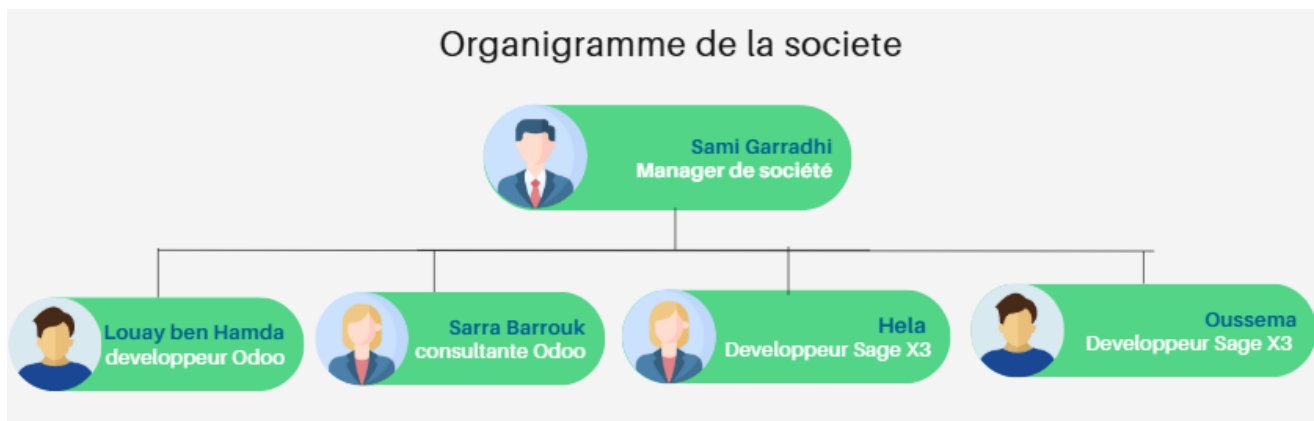 Organigramme de la societe
Sami Garradhi
Manager de société
Louay ben Hamda
developpeur Odoo
Sarra Barrouk
consultante Odoo
Hela
Developpeur Sage X3
Oussema
Developpeur Sage X3